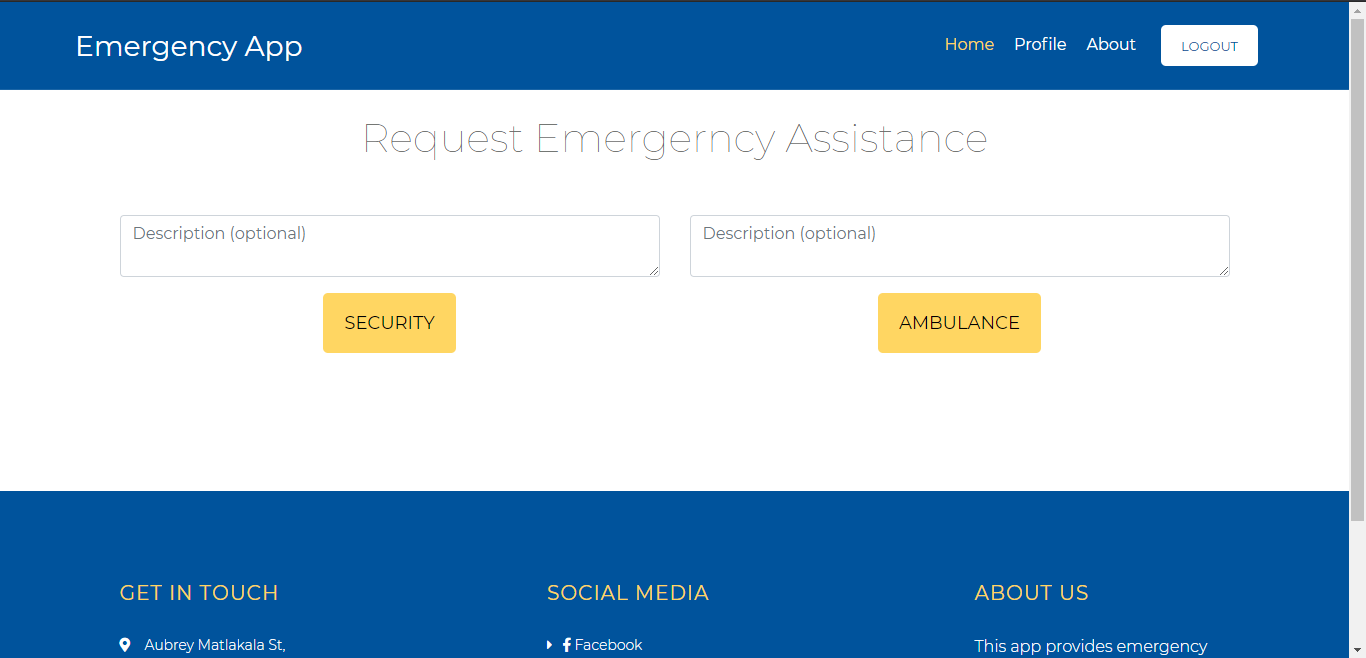 Emergency App
Home Profile About LOGOUT
Request Emergerncy Assistance
Description (optional)
Description (optional)
SECURITY
AMBULANCE
GET IN TOUCH
SOCIAL MEDIA
ABOUT US
Aubrey Matlakala St,
Facebook
This app provides emergency